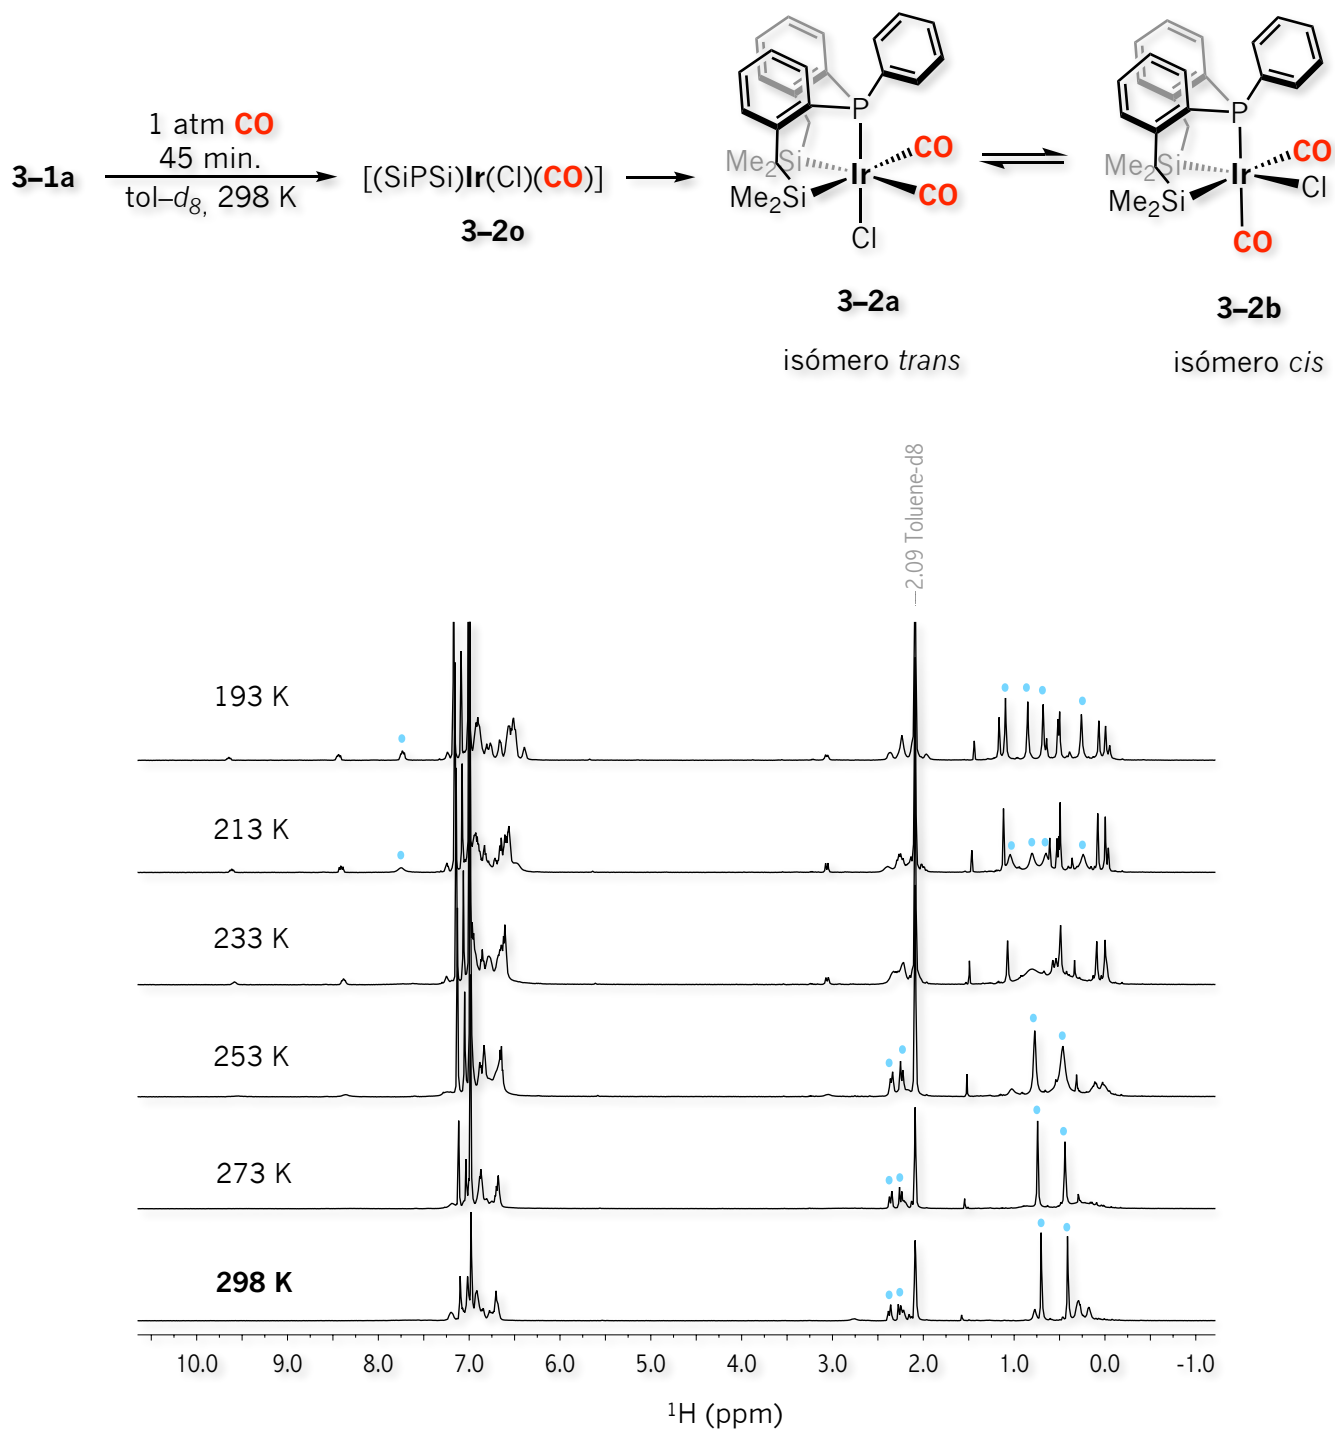 3–1a
1 atm CO
45 min.
tol–d8, 298 K
[(SiPSi)Ir(Cl)(CO)]
3–2o
P
Me2Si
Me2Si
Ir
CO
CO
Cl
3–2a
isómero trans
P
Me2Si
Me2Si
Ir
CO
Cl
CO
3–2b
isómero cis
2.09 Toluene-d8
193 K
213 K
233 K
253 K
273 K
298 K
10.0 9.0 8.0 7.0 6.0 5.0 4.0 3.0 2.0 1.0 0.0 -1.0
1H (ppm)